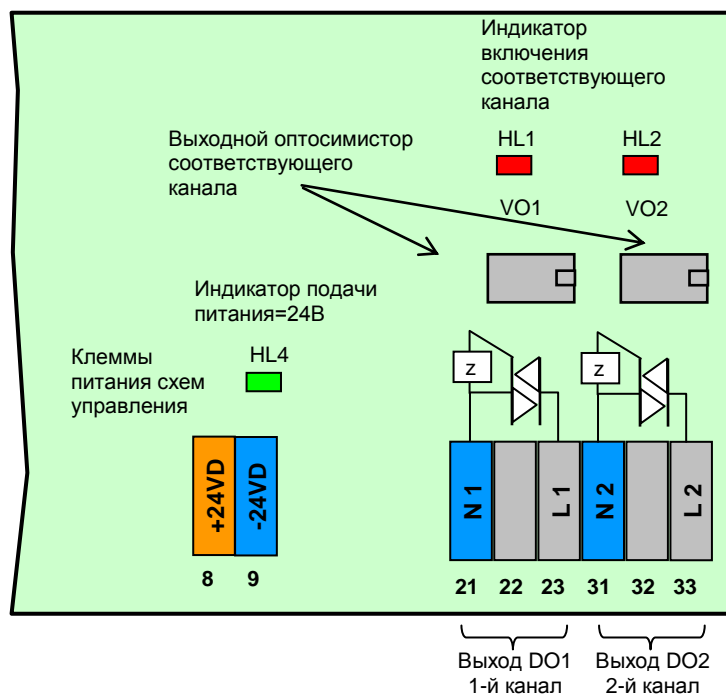 Индикатор
включения
соответствующего
канала
Выходной оптосимистор
соответствующего
канала
HL1
HL2
VO1
VO2
Индикатор подачи
питания=24В
Клеммы
питания схем
управления
HL4
z
z
+24VD
-24VD
N 1
L 1
N 2
L 2
8
9
21
22
23
31
32
33
Выход DO1
1-й канал
Выход DO2
2-й канал